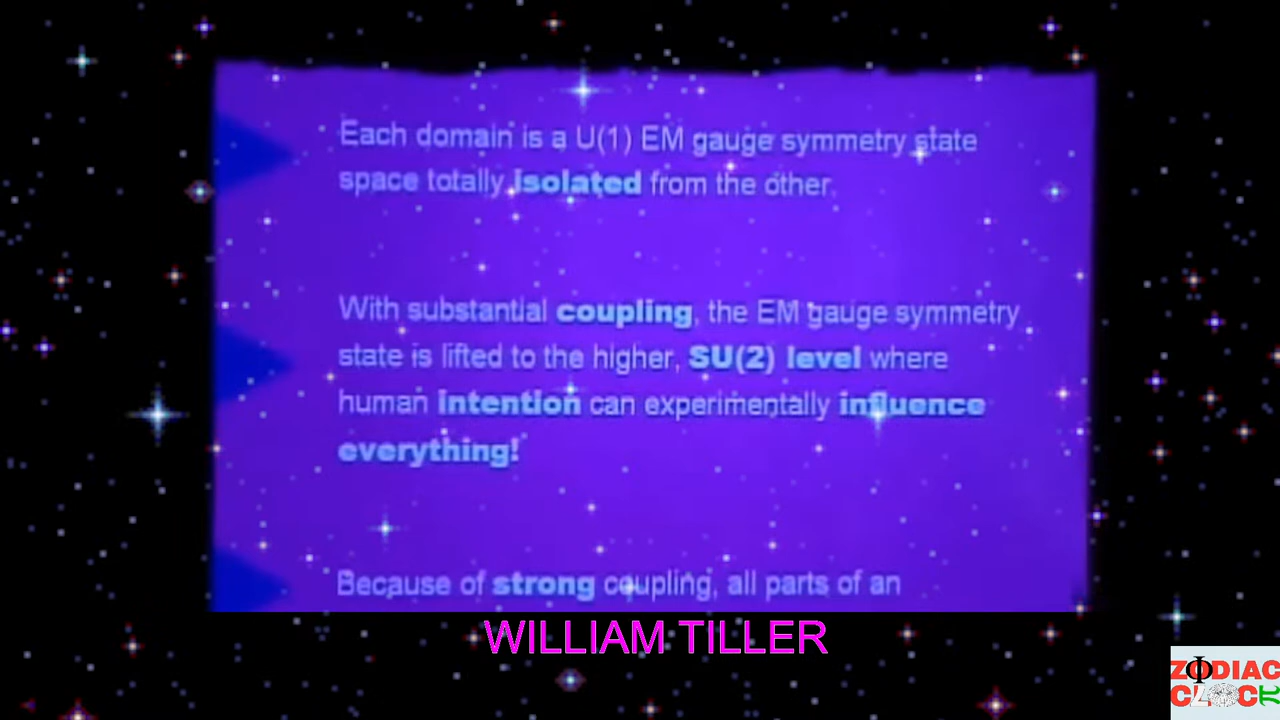 Each domain is a U(1) EM gauge symmetry state
space totally isolated from the other.
With substantial coupling, the EM gauge symmetry
state is lifted to the higher, SU(2) level where
human intention can experimentally influence
everything!
Because of strong coupling, all parts of an
WILLIAM TILLER
ZΦDIAC
CLOCK